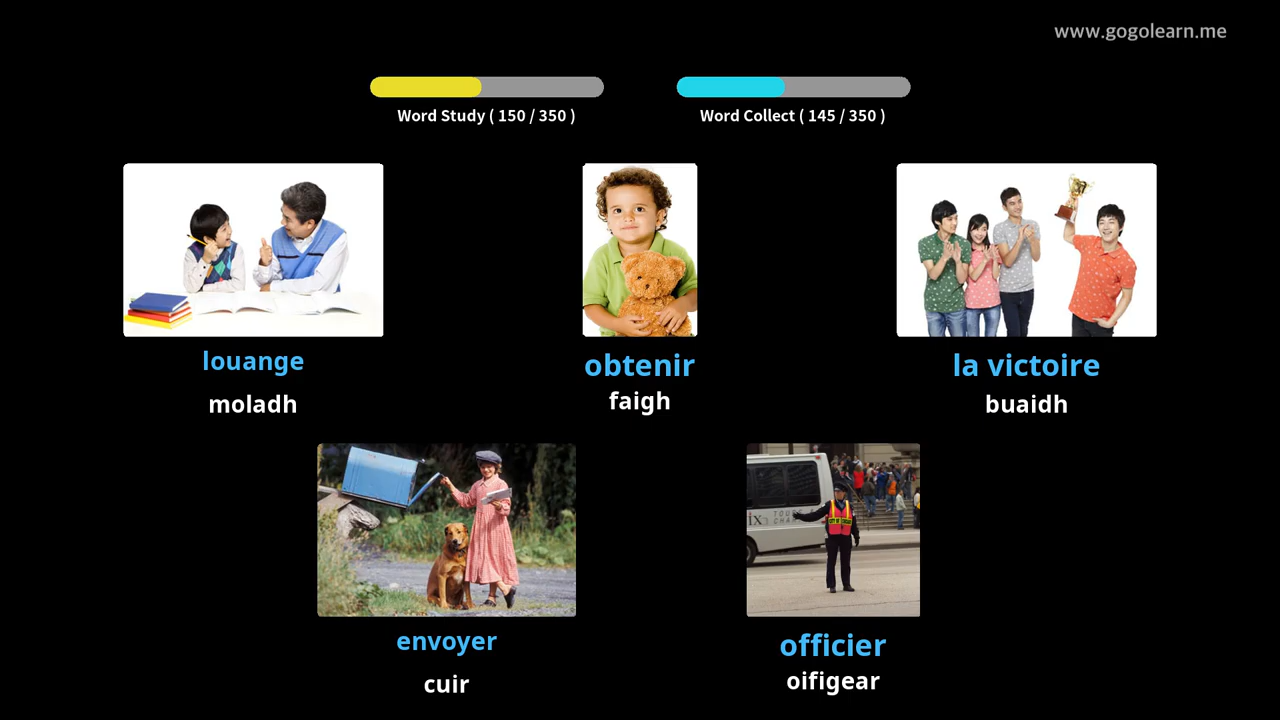 www.gogolearn.me
Word Study ( 150 / 350 )
Word Collect ( 145 / 350 )
louange
moladh
obtenir
faigh
la victoire
buaidh
envoyer
cuir
officier
oifigear